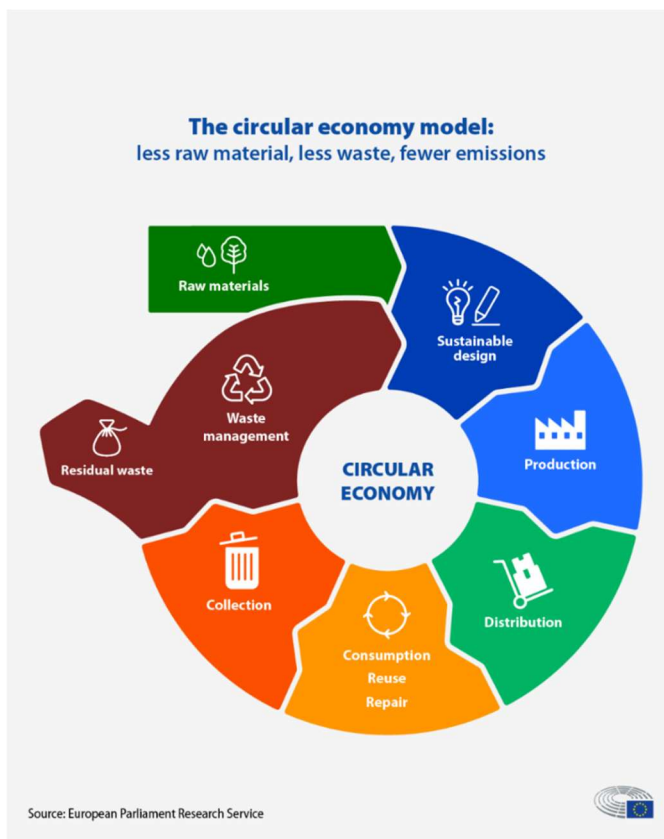 The circular economy model:
less raw material, less waste, fewer emissions
Raw materials
Sustainable
design
Production
Distribution
Consumption
Reuse
Repair
Collection
Waste
management
Residual waste
CIRCULAR
ECONOMY
Source: European Parliament Research Service